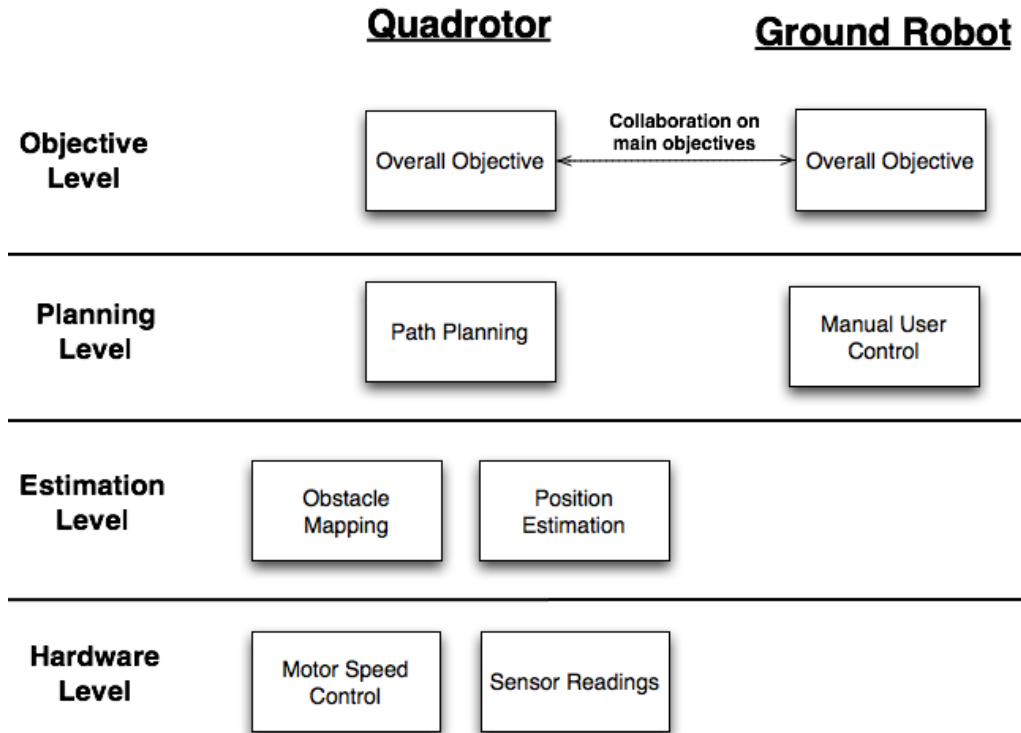 Quadrotor
Ground Robot
Objective
Level
Overall Objective
Collaboration on
main objectives
Overall Objective
Planning
Level
Path Planning
Manual User
Control
Estimation
Level
Obstacle
Mapping
Position
Estimation
Hardware
Level
Motor Speed
Control
Sensor Readings